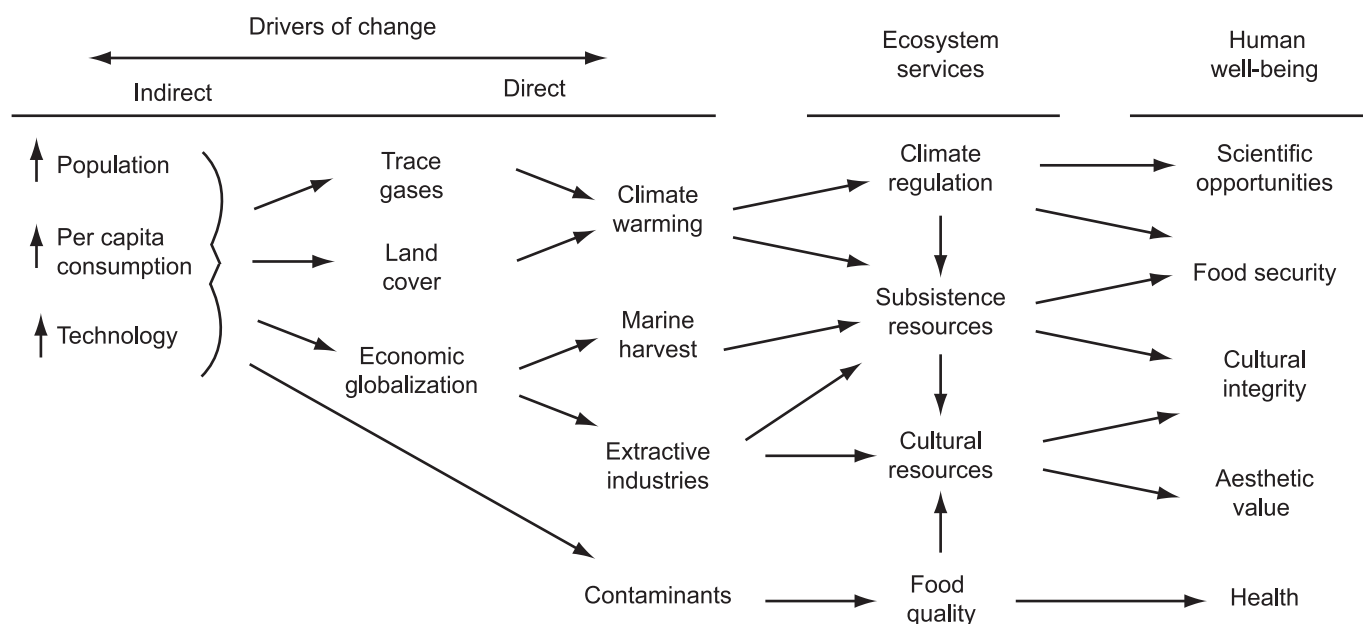 Drivers of change
Indirect
Direct
Ecosystem
services
Human
well-being
Population
Per capita
consumption
Technology
Trace
gases
Land
cover
Economic
globalization
Climate
warming
Marine
harvest
Extractive
industries
Contaminants
Climate
regulation
Subsistence
resources
Cultural
resources
Food
quality
Scientific
opportunities
Food security
Cultural
integrity
Aesthetic
value
Health